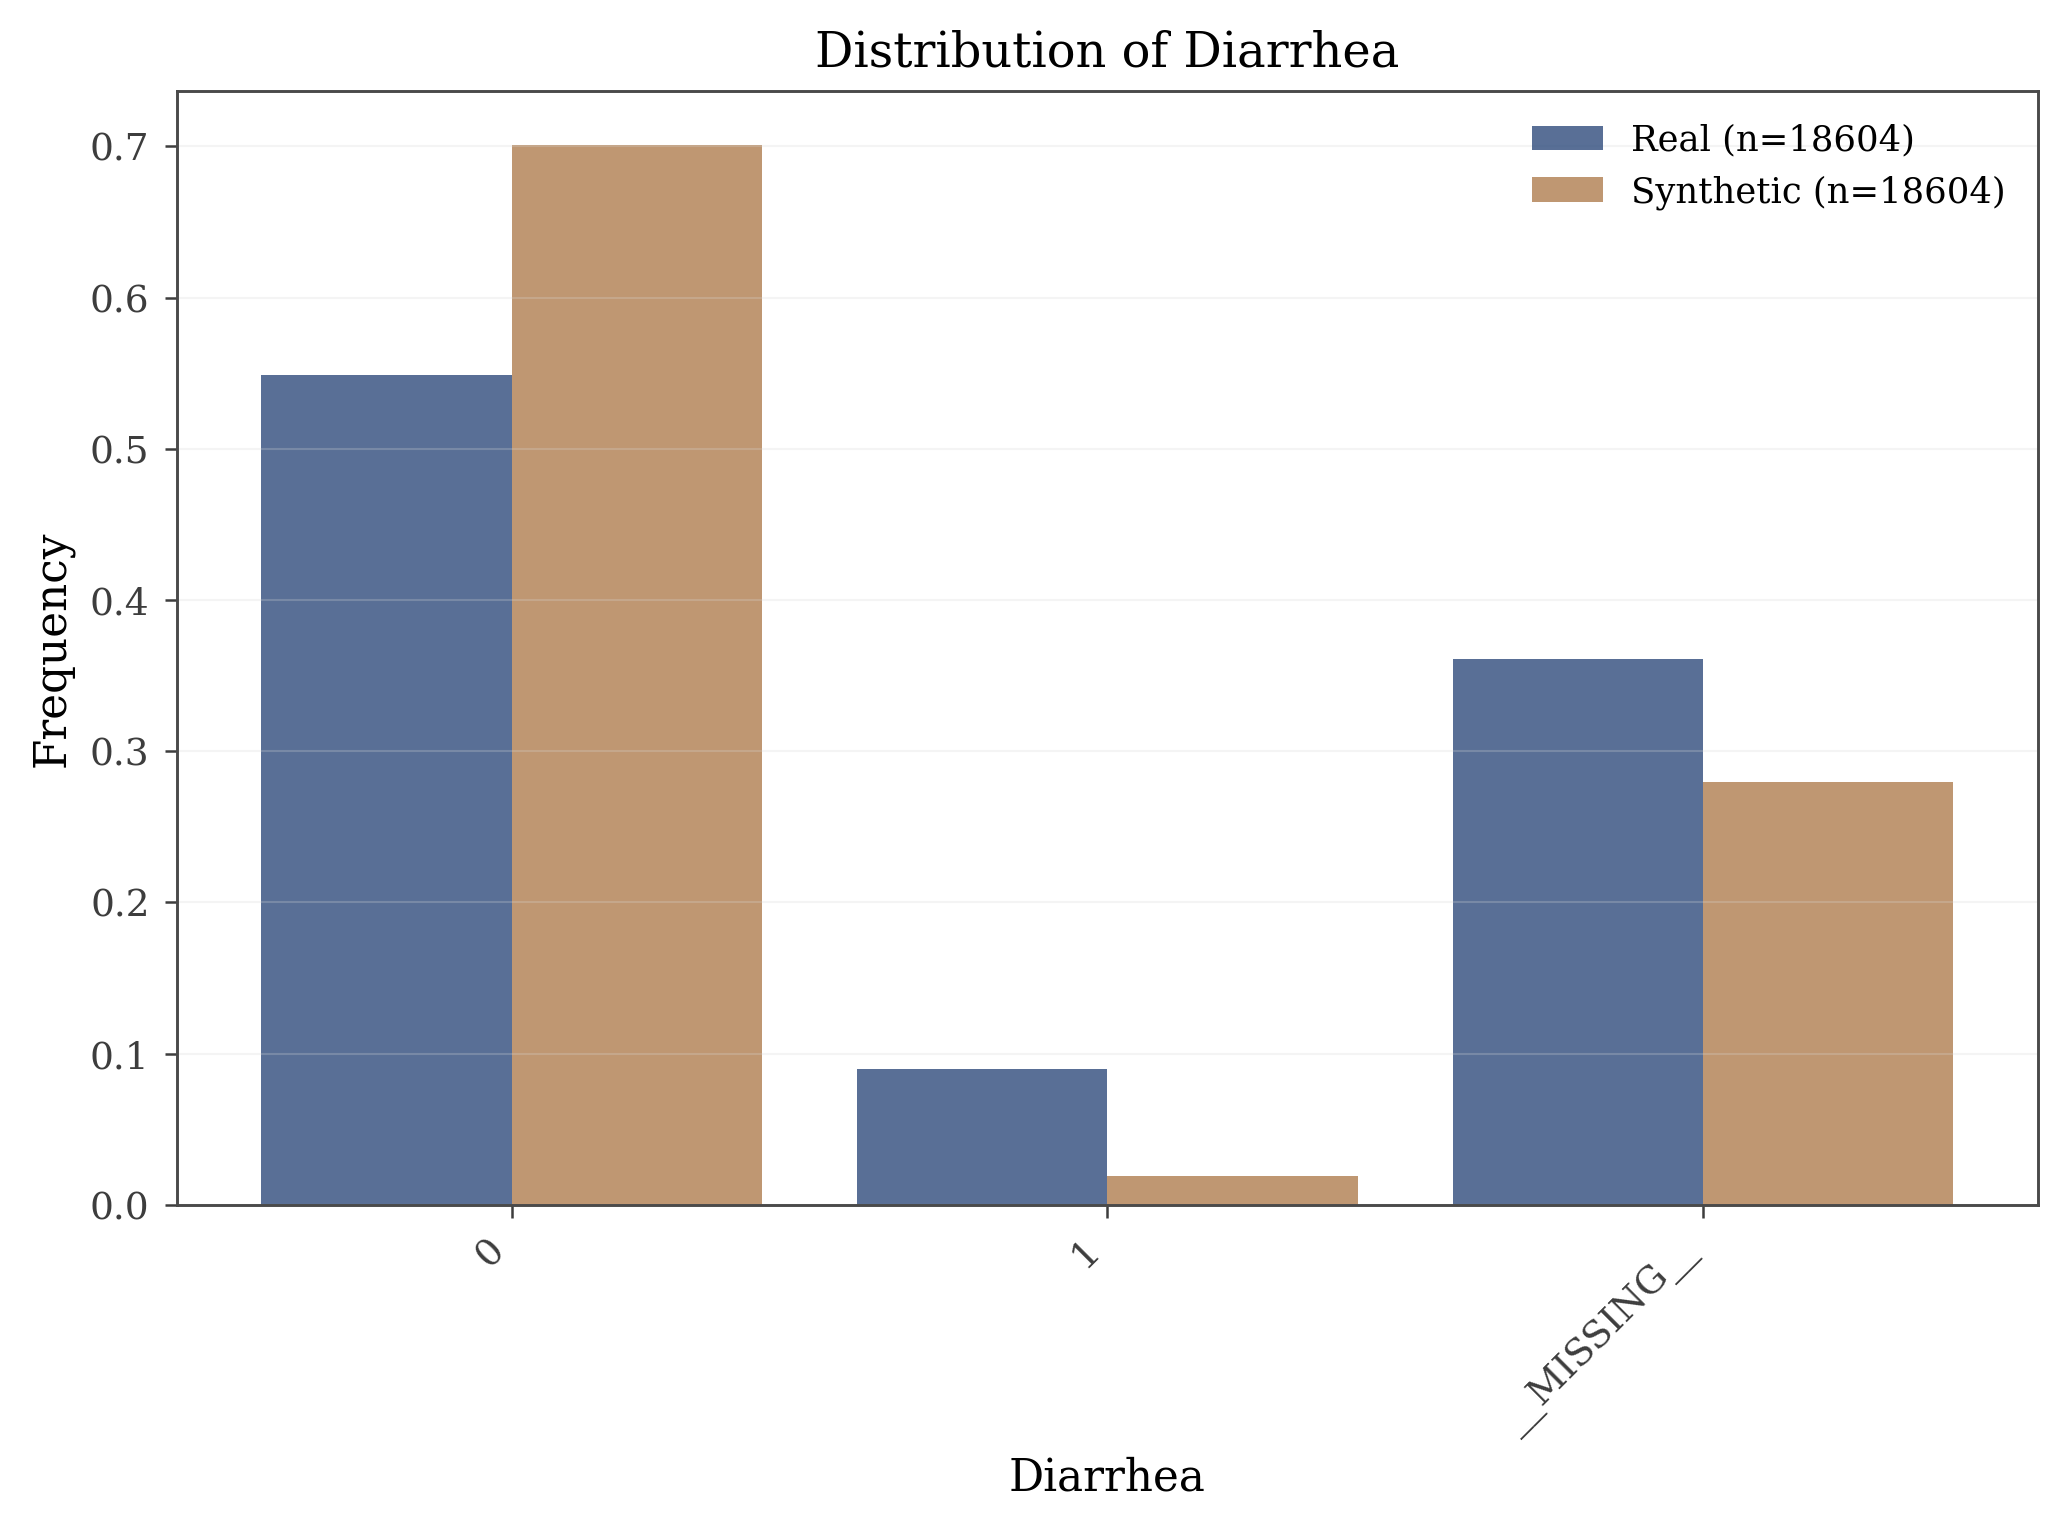 Distribution of Diarrhea
Real (n=18604)
Synthetic (n=18604)
Frequency
0.7
0.6
0.5
0.4
0.3
0.2
0.1
0.0
0
1
__MISSING__
Diarrhea